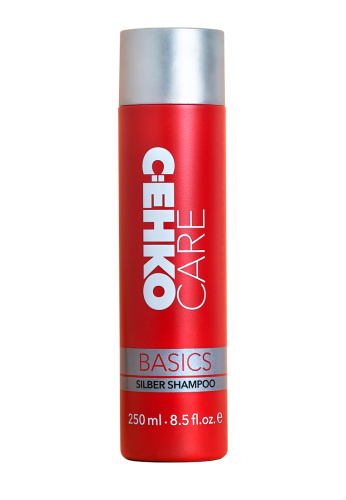 C:EHKO
CARE
BASICS
SILBER SHAMPOO
250 ml · 8.5 fl.oz. ℮